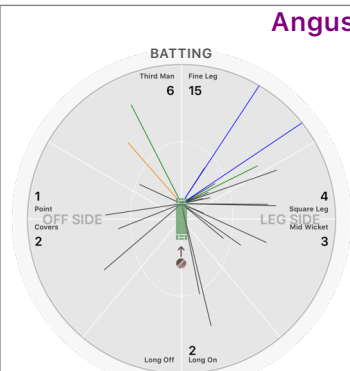 Angus
BATTING
Third Man Fine Leg
6 15
1 4
Point Square Leg
OFF SIDE LEG SIDE
Covers Mid Wicket
2 3
2
Long Off Long On